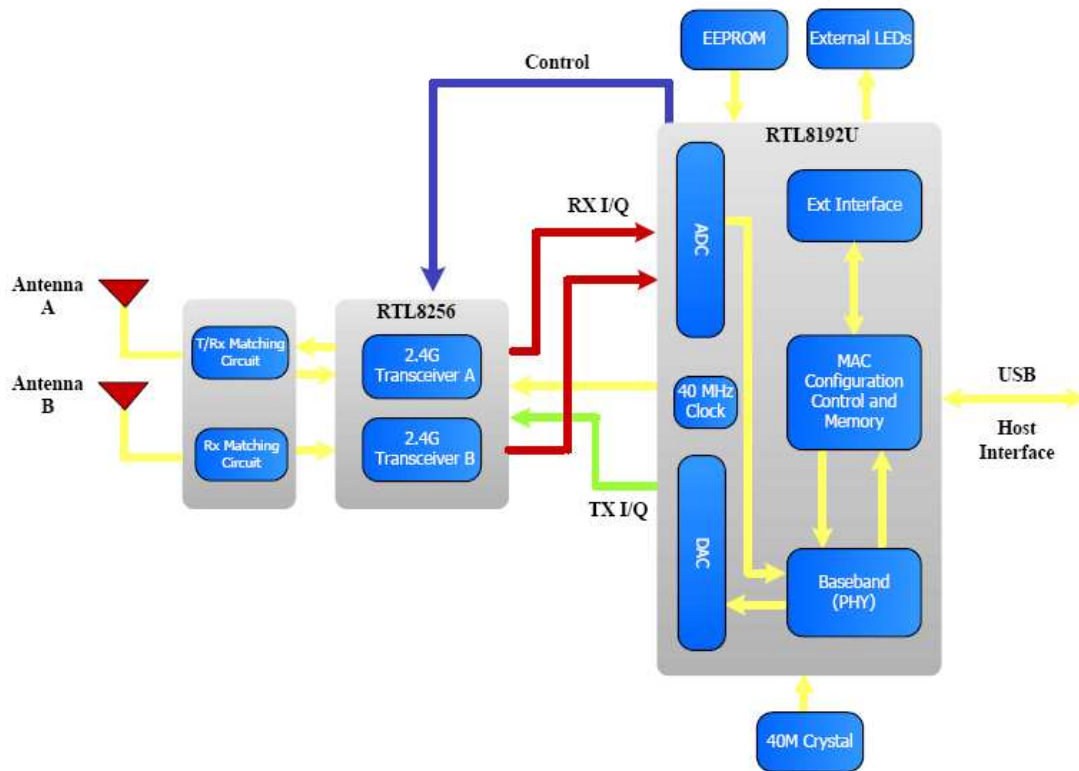 EEPROM
External LEDs
Control
RTL8192U
ADC
Ext Interface
RX I/Q
Antenna
A
RTL8256
T/Rx Matching
Circuit
2.4G
Transceiver A
MAC
Configuration
Control and
Memory
40 MHz
Clock
USB
Host
Interface
Antenna
B
Rx Matching
Circuit
2.4G
Transceiver B
TX I/Q
DAC
Baseband
(PHY)
40M Crystal